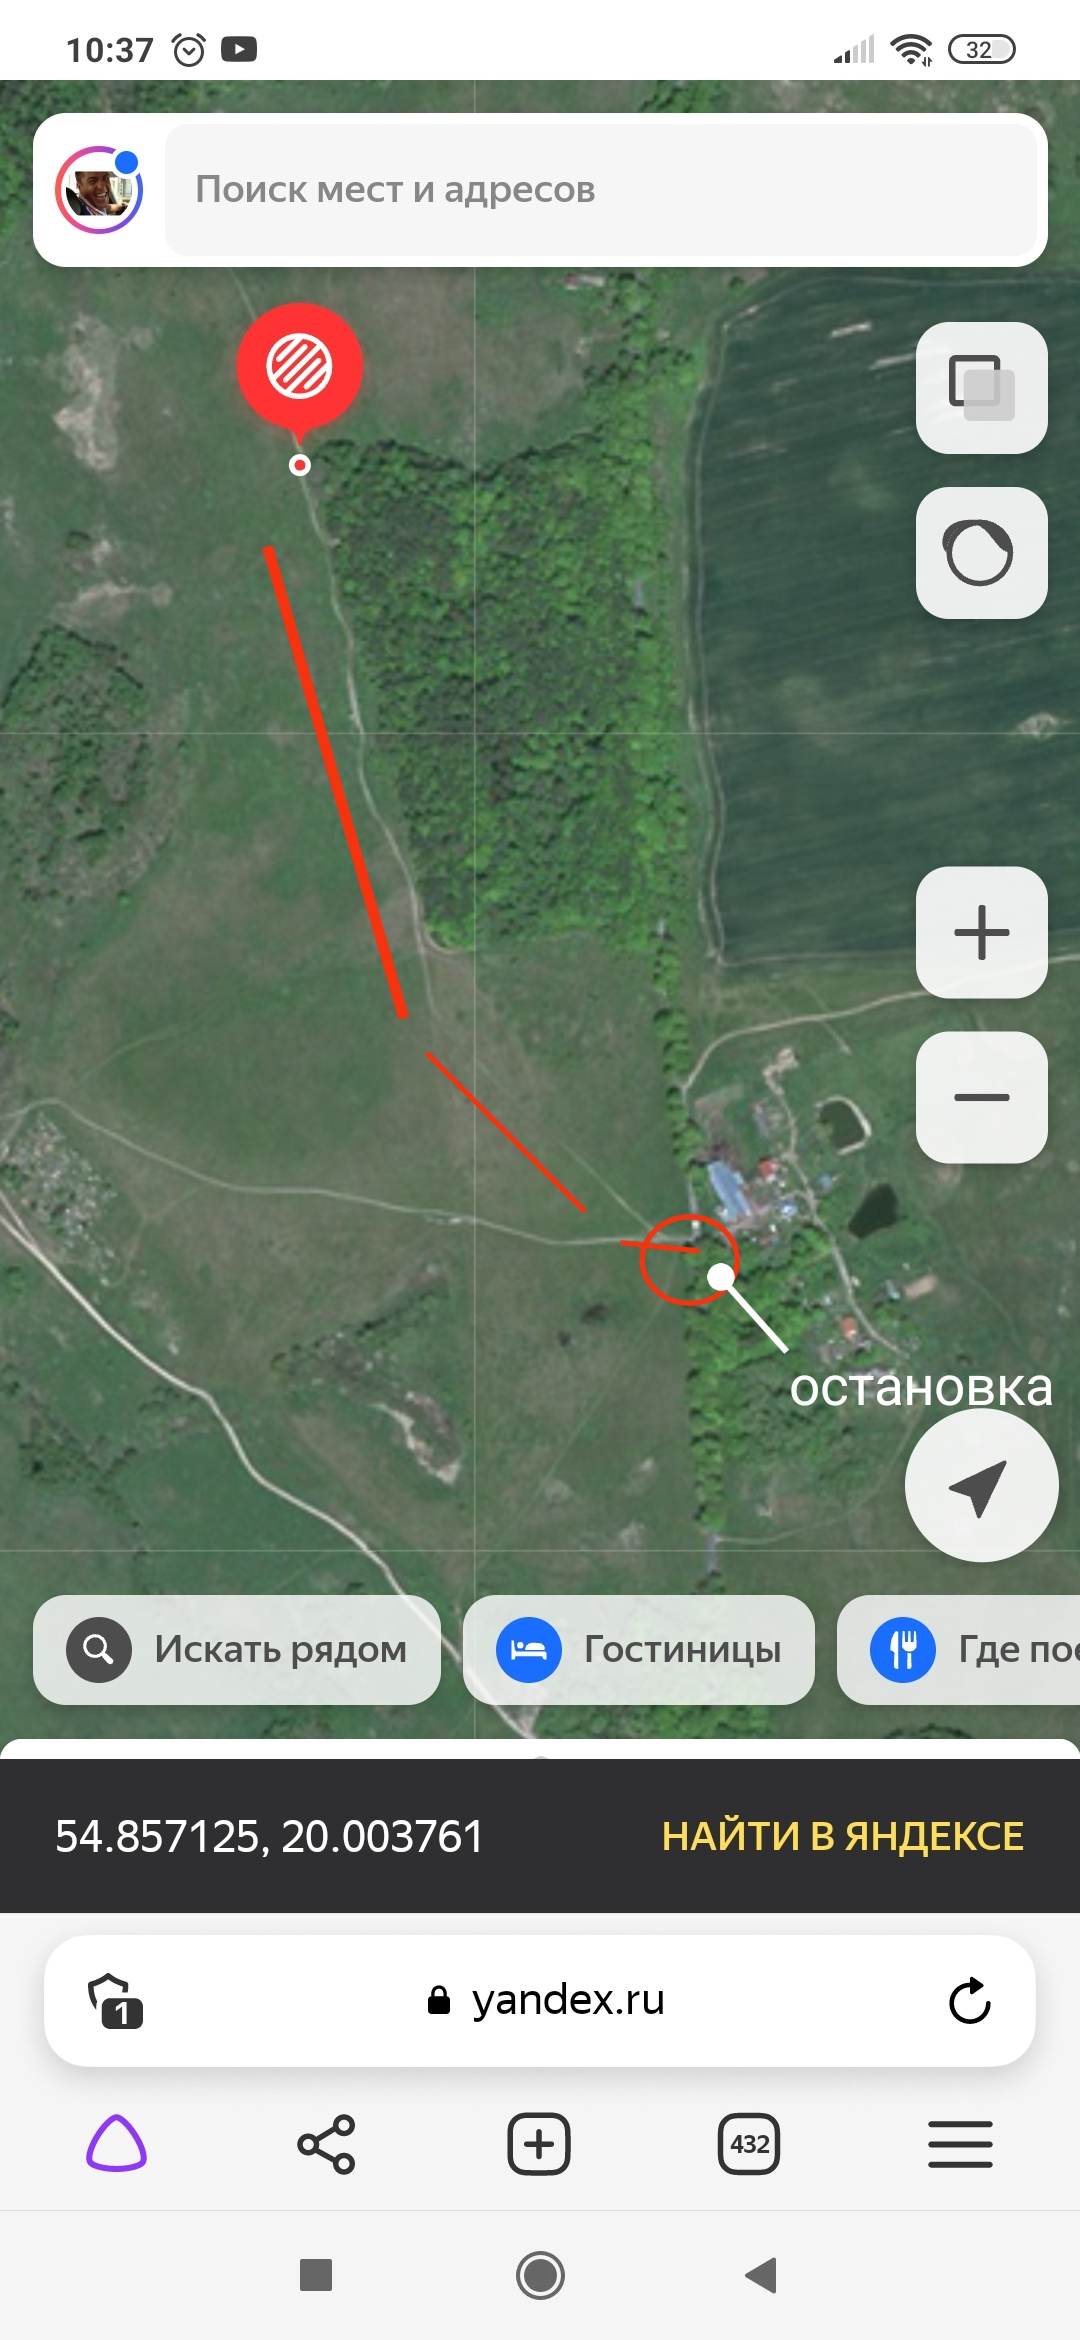 10:37
32
Поиск мест и адресов
остановка
Искать рядом
Гостиницы
Где пое
54.857125, 20.003761
НАЙТИ В ЯНДЕКСЕ
1
yandex.ru
432